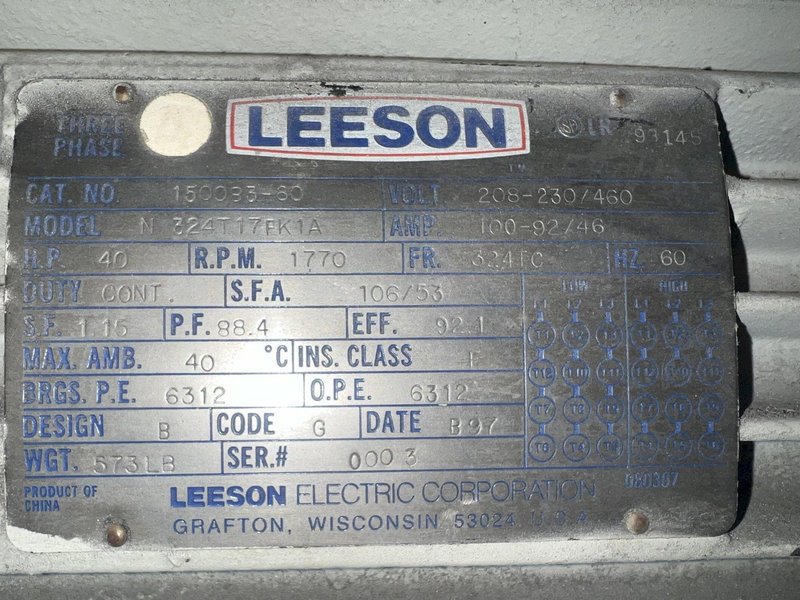 LEESON
THREE
PHASE
LR 93145
TM
CAT. NO. 150093-60 VOLT 208-230/460
MODEL N 324T17FK1A AMP. 100-92/46
H.P. 40 R.P.M. 1770 FR. 324TC HZ. 60
DUTY CONT. S.F.A. 106/53 LOW HIGH
S.F. 1.15 P.F. 88.4 EFF. 92.1
MAX. AMB. 40 °C INS. CLASS F
BRGS. P.E. 6312 O.P.E. 6312
DESIGN B CODE G DATE B97
WGT. 573LB SER.# 000 3
PRODUCT OF
CHINA
LEESON ELECTRIC CORPORATION
GRAFTON, WISCONSIN 53024 U.S.A.